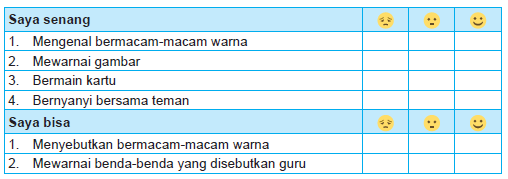 Saya senang
1. Mengenal bermacam-macam warna
2. Mewarnai gambar
3. Bermain kartu
4. Bernyanyi bersama teman
Saya bisa
1. Menyebutkan bermacam-macam warna
2. Mewarnai benda-benda yang disebutkan guru